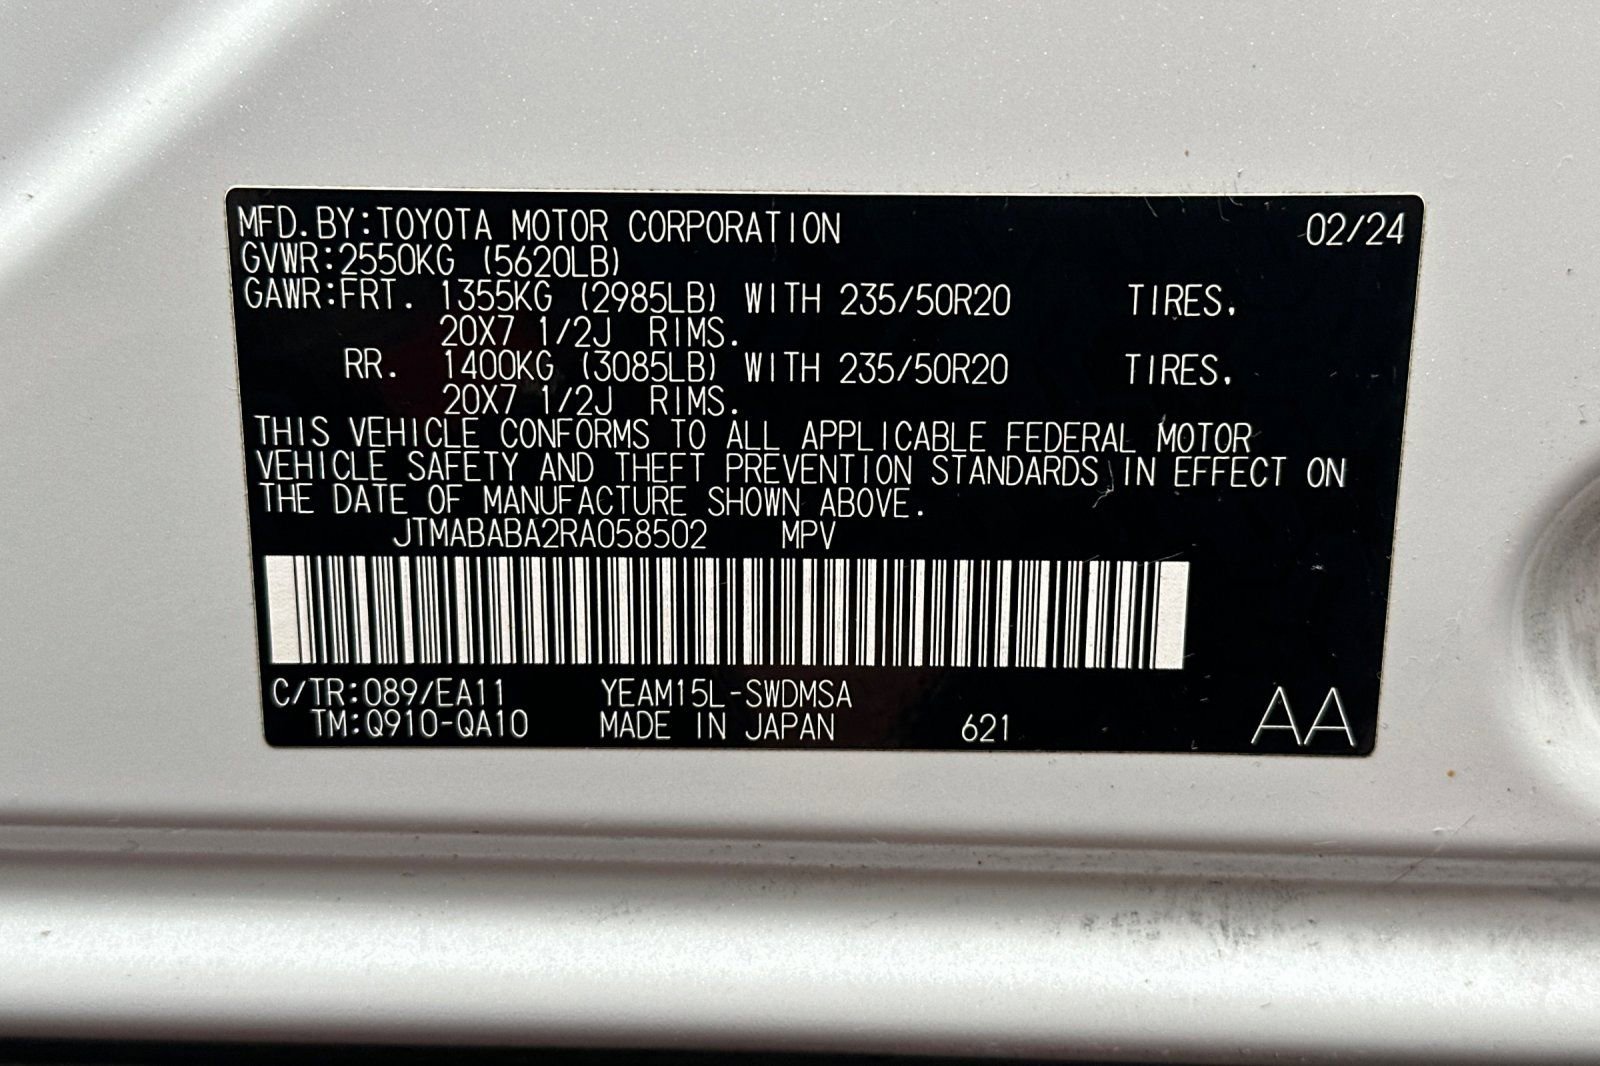 MFD.BY:TOYOTA MOTOR CORPORATION 02/24
GVWR:2550KG (5620LB)
GAWR:FRT. 1355KG (2985LB) WITH 235/50R20 TIRES,
20X7 1/2J RIMS.
RR. 1400KG (3085LB) WITH 235/50R20 TIRES,
20X7 1/2J RIMS.
THIS VEHICLE CONFORMS TO ALL APPLICABLE FEDERAL MOTOR
VEHICLE SAFETY AND THEFT PREVENTION STANDARDS IN EFFECT ON
THE DATE OF MANUFACTURE SHOWN ABOVE.
JTMABABA2RA058502 MPV
C/TR:089/EA11 YEAM15L-SWDMSA
TM:Q910-QA10 MADE IN JAPAN 621 AA